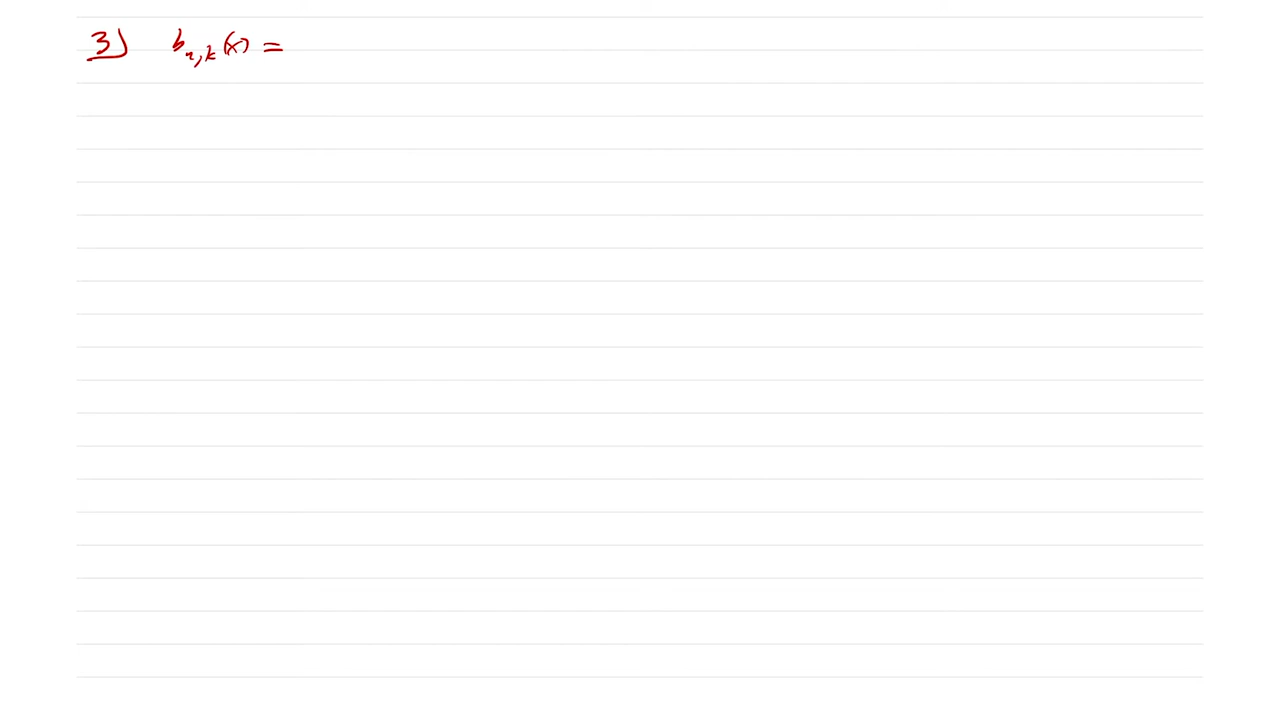 3) b_{n,k}(x) =